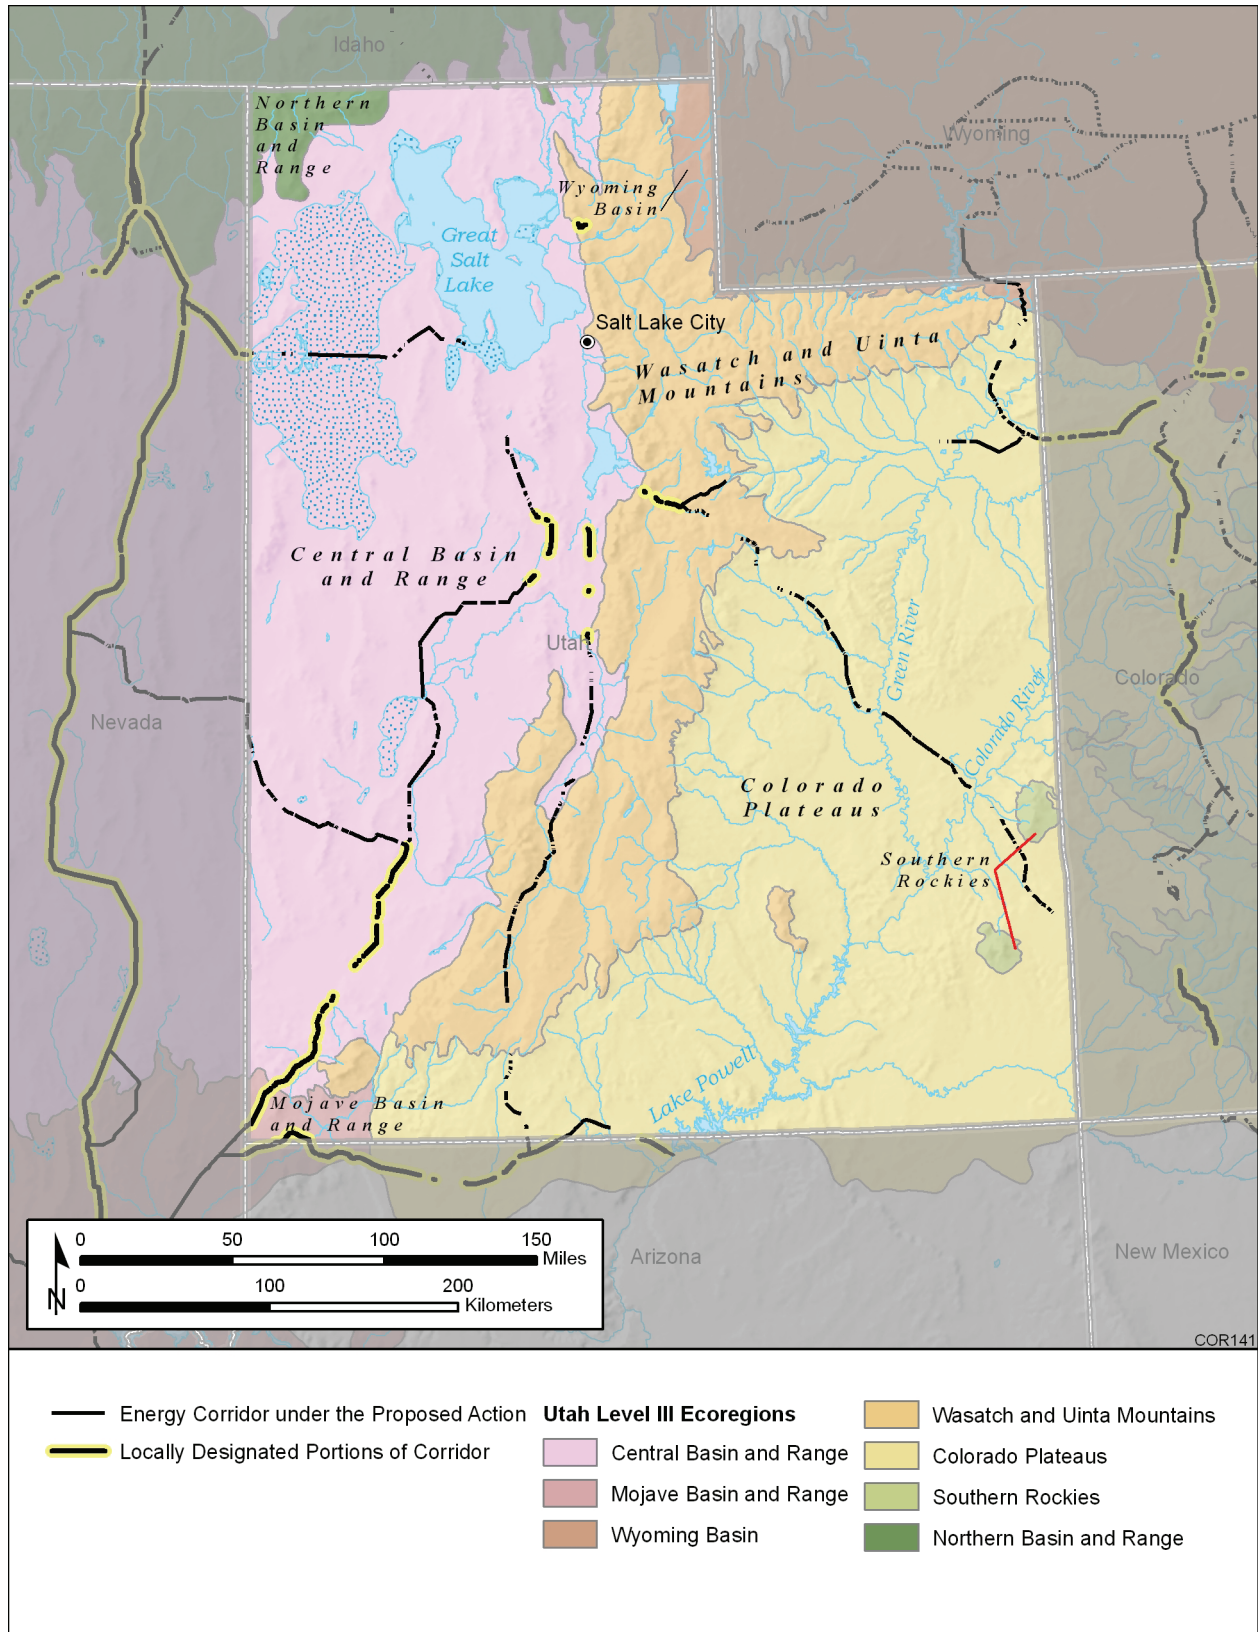 Idaho
Northern
Basin
and
Range
Wyoming
Wyoming
Basin
Great
Salt
Lake
Salt Lake City
Wasatch and Uinta
Mountains
Central Basin
and Range
Utah
Green River
Colorado River
Nevada
Colorado
Colorado
Plateaus
Southern
Rockies
Lake Powell
Mojave Basin
and Range
Arizona
New Mexico
0 50 100 150
Miles
0 100 200
Kilometers
N
COR141
Energy Corridor under the Proposed Action
Locally Designated Portions of Corridor
Utah Level III Ecoregions
Central Basin and Range
Mojave Basin and Range
Wyoming Basin
Wasatch and Uinta Mountains
Colorado Plateaus
Southern Rockies
Northern Basin and Range